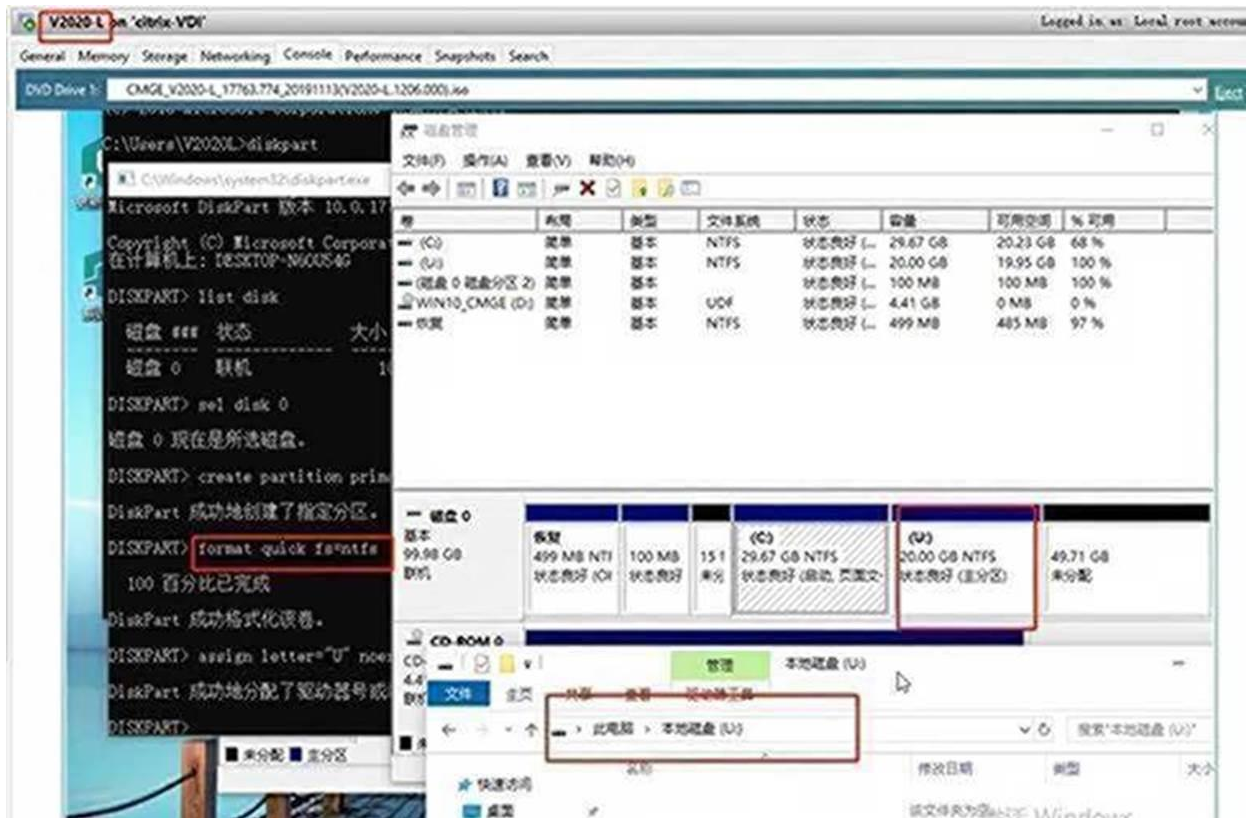 V2020-L on 'citrix-VDI'
Logged in as: Local root accoun
General Memory Storage Networking Console Performance Snapshots Search
DVD Drive 1: CMGE_V2020-L_17763.774_20191113(V2020-L.1206.000).iso Eject
C:\Users\V2020L>diskpart
C:\Windows\system32\diskpart.exe
Microsoft DiskPart 版本 10.0.17
Copyright (C) Microsoft Corporat
在计算机上: DESKTOP-N6OU54G
DISKPART> list disk
磁盘 ### 状态 大小
磁盘 0 联机 10
DISKPART> sel disk 0
磁盘 0 现在是所选磁盘。
DISKPART> create partition prima
DiskPart 成功地创建了指定分区。
DISKPART> format quick fs=ntfs
100 百分比已完成
DiskPart 成功格式化该卷。
DISKPART> assign letter="U" noe
DiskPart 成功地分配了驱动器号或
DISKPART>
未分配 主分区
磁盘管理
文件(F) 操作(A) 查看(V) 帮助(H)
卷 布局 类型 文件系统 状态 容量 可用空间 % 可用
(C:) 简单 基本 NTFS 状态良好 (... 29.67 GB 20.23 GB 68 %
(U:) 简单 基本 NTFS 状态良好 (... 20.00 GB 19.95 GB 100 %
(磁盘 0 磁盘分区 2) 简单 基本 状态良好 (... 100 MB 100 MB 100 %
WIN10_CMGE (D:) 简单 基本 UDF 状态良好 (... 4.41 GB 0 MB 0 %
恢复 简单 基本 NTFS 状态良好 (... 499 MB 485 MB 97 %
磁盘 0
基本
99.98 GB
联机
恢复
499 MB NTI
状态良好 (OI
100 MB
状态良好
15 I
未分
(C:)
29.67 GB NTFS
状态良好 (启动, 页面文
(U:)
20.00 GB NTFS
状态良好 (主分区)
49.71 GB
未分配
CD-ROM 0
管理 本地磁盘 (U:)
文件 主页 共享 查看 驱动器工具
此电脑 › 本地磁盘 (U:)
搜索"本地磁盘 (U:)"
名称 修改日期 类型 大小
快速访问
桌面
该文件夹为空
Windows